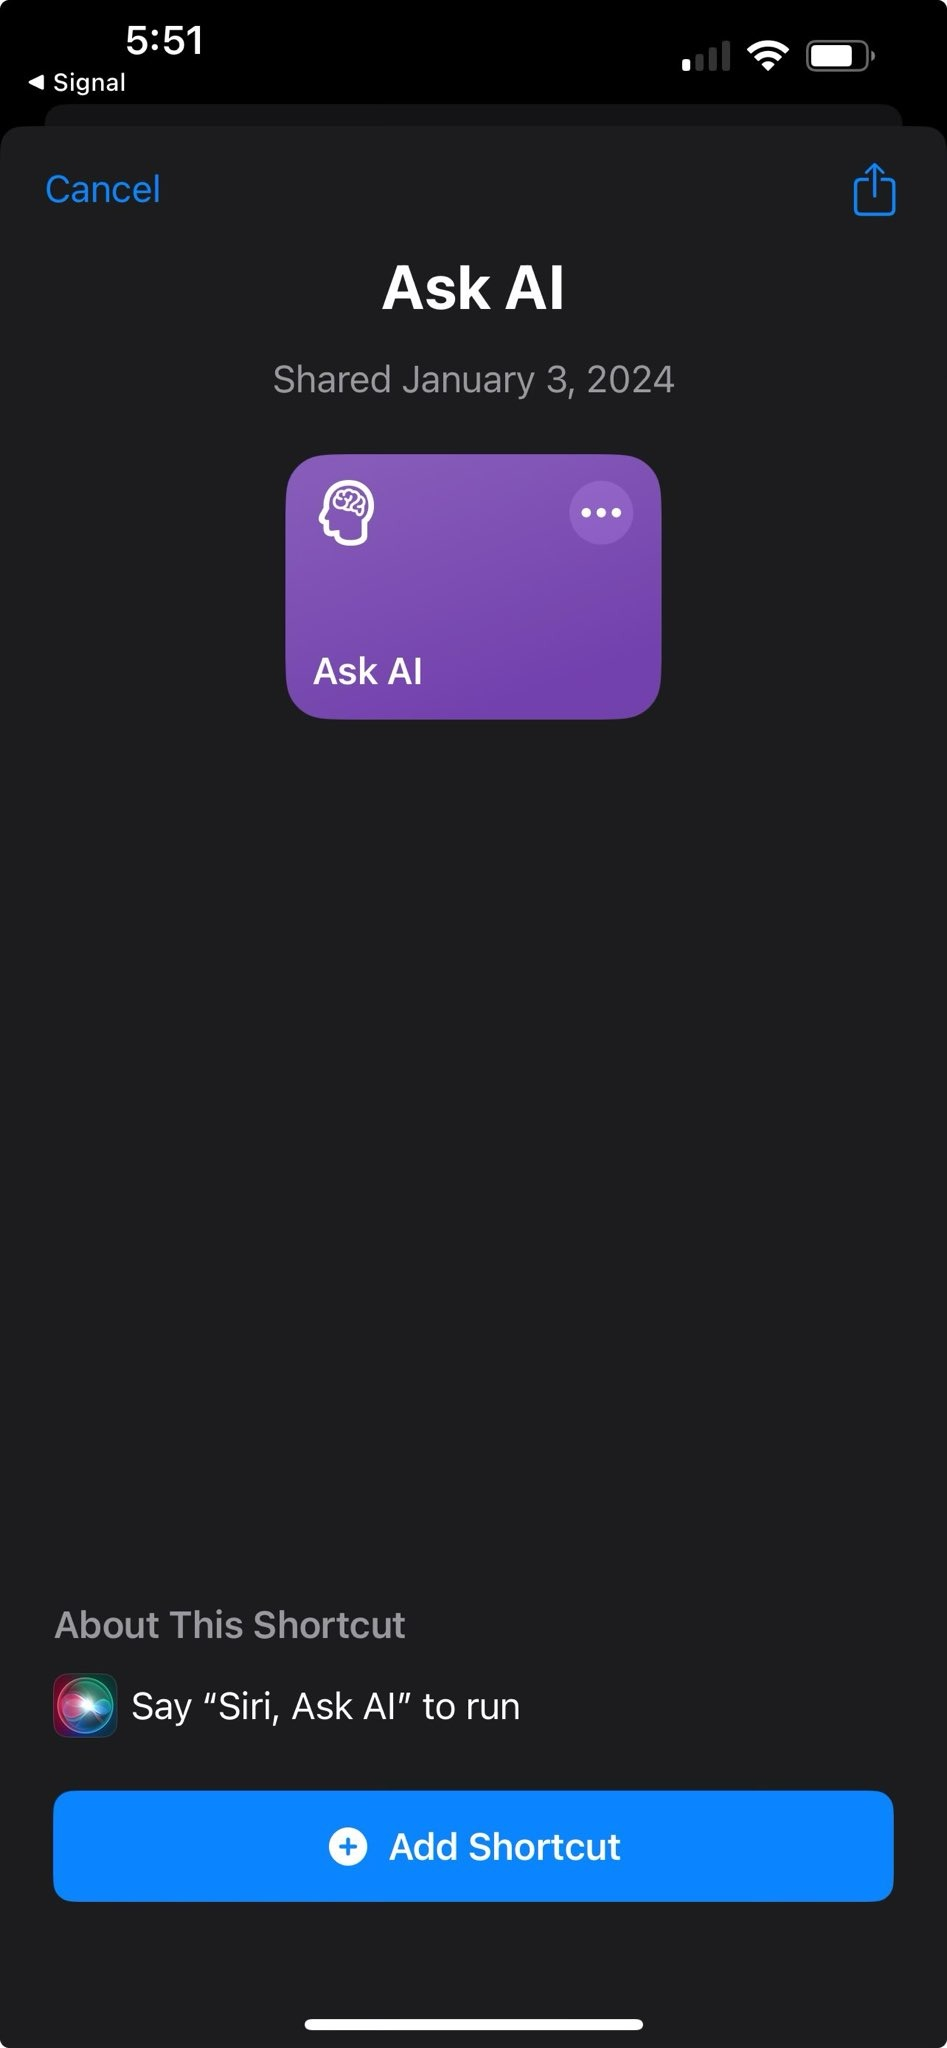 5:51
◀ Signal
Cancel
Ask AI
Shared January 3, 2024
Ask AI
About This Shortcut
Say “Siri, Ask AI” to run
Add Shortcut